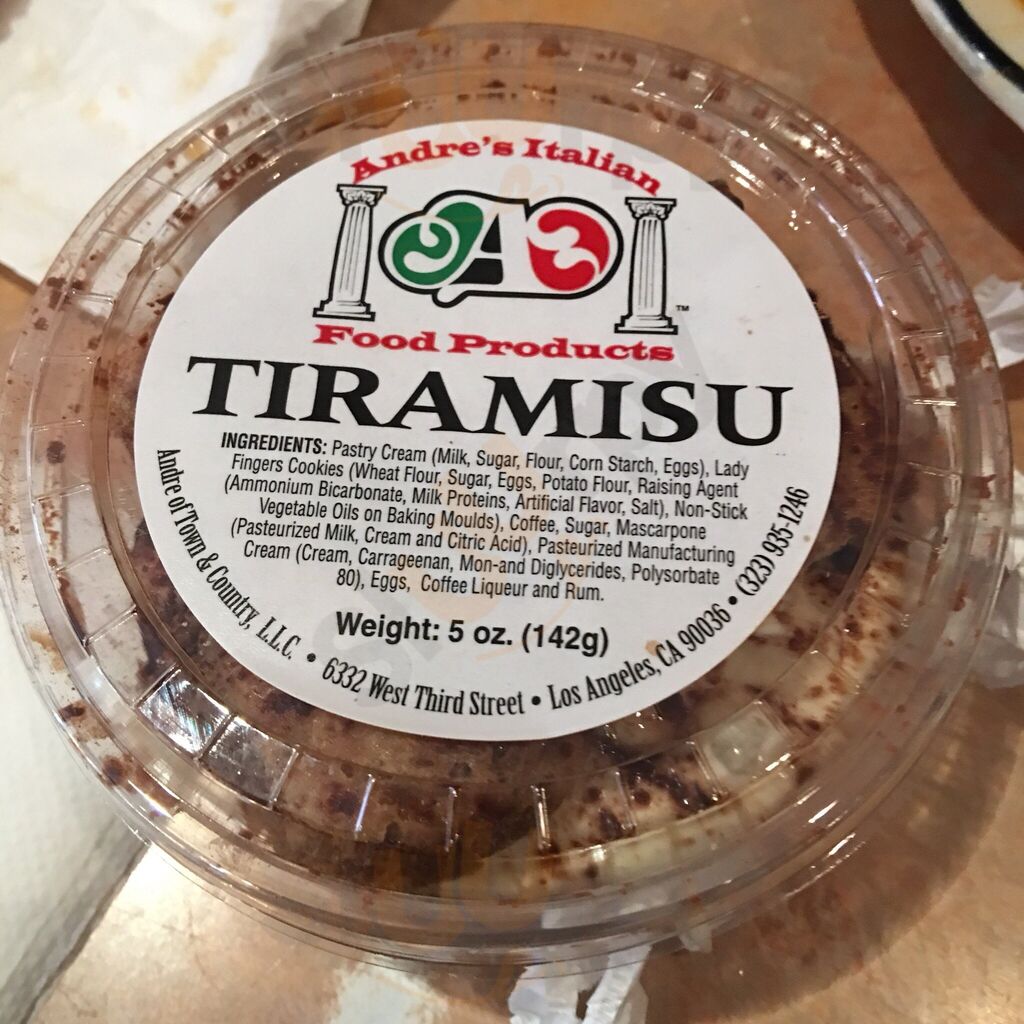 Andre's Italian
A
TM
Food Products
TIRAMISU
INGREDIENTS: Pastry Cream (Milk, Sugar, Flour, Corn Starch, Eggs), Lady
Fingers Cookies (Wheat Flour, Sugar, Eggs, Potato Flour, Raising Agent
(Ammonium Bicarbonate, Milk Proteins, Artificial Flavor, Salt), Non-Stick
Vegetable Oils on Baking Moulds), Coffee, Sugar, Mascarpone
(Pasteurized Milk, Cream and Citric Acid), Pasteurized Manufacturing
Cream (Cream, Carrageenan, Mon-and Diglycerides, Polysorbate
80), Eggs, Coffee Liqueur and Rum.
Weight: 5 oz. (142g)
Andre of Town & Country, L.L.C. • 6332 West Third Street • Los Angeles, CA 90036 • (323) 935-1246